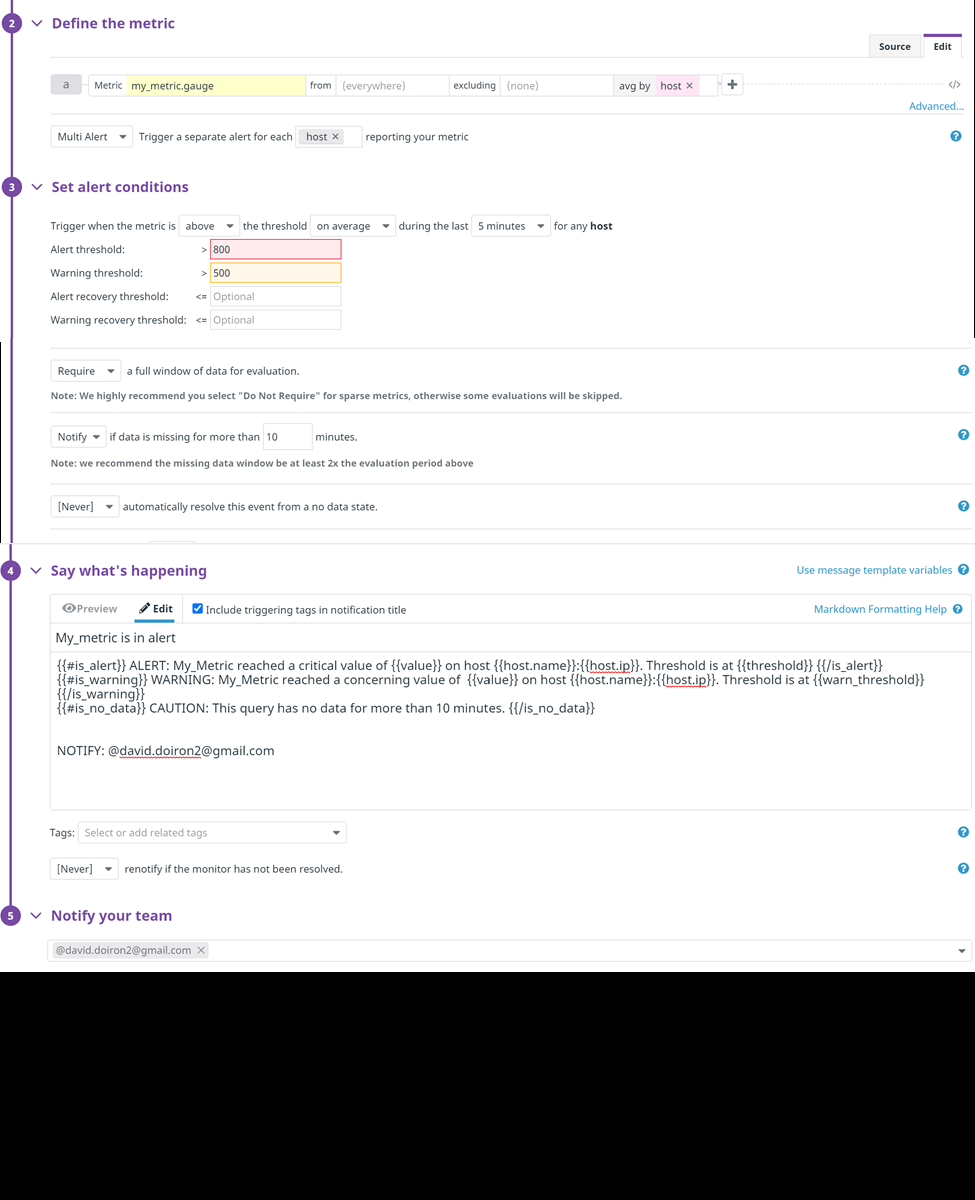 2 Define the metric
Source Edit
a Metric my_metric.gauge from (everywhere) excluding (none) avg by host × + </>
Advanced...
Multi Alert Trigger a separate alert for each host × reporting your metric ?
3 Set alert conditions
Trigger when the metric is above the threshold on average during the last 5 minutes for any host
Alert threshold: > 800
Warning threshold: > 500
Alert recovery threshold: <= Optional
Warning recovery threshold: <= Optional
Require a full window of data for evaluation. ?
Note: We highly recommend you select "Do Not Require" for sparse metrics, otherwise some evaluations will be skipped.
Notify if data is missing for more than 10 minutes. ?
Note: we recommend the missing data window be at least 2x the evaluation period above
[Never] automatically resolve this event from a no data state. ?
4 Say what's happening Use message template variables ?
Preview Edit Include triggering tags in notification title Markdown Formatting Help ?
My_metric is in alert
{{#is_alert}} ALERT: My_Metric reached a critical value of {{value}} on host {{host.name}}:{{host.ip}}. Threshold is at {{threshold}} {{/is_alert}}
{{#is_warning}} WARNING: My_Metric reached a concerning value of  {{value}} on host {{host.name}}:{{host.ip}}. Threshold is at {{warn_threshold}}
{{/is_warning}}
{{#is_no_data}} CAUTION: This query has no data for more than 10 minutes. {{/is_no_data}}
NOTIFY: @david.doiron2@gmail.com
Tags: Select or add related tags ?
[Never] renotify if the monitor has not been resolved. ?
5 Notify your team
@david.doiron2@gmail.com ×